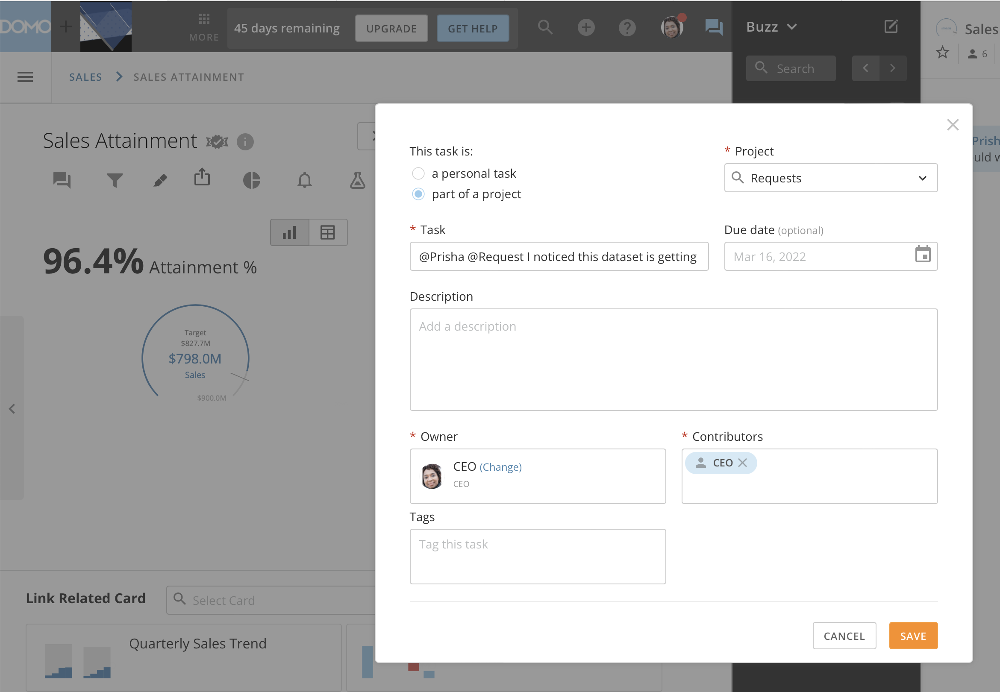 DOMO
MORE
45 days remaining
UPGRADE
GET HELP
Buzz
Sales
6
Search
SALES
SALES ATTAINMENT
Sales Attainment
96.4% Attainment %
Target
$827.7M
$798.0M
Sales
$900.0M
Link Related Card
Select Card
Quarterly Sales Trend
This task is:
a personal task
part of a project
* Project
Requests
* Task
@Prisha @Request I noticed this dataset is getting
Due date (optional)
Mar 16, 2022
Description
Add a description
* Owner
CEO (Change)
CEO
* Contributors
CEO
Tags
Tag this task
CANCEL
SAVE
Prish
uld